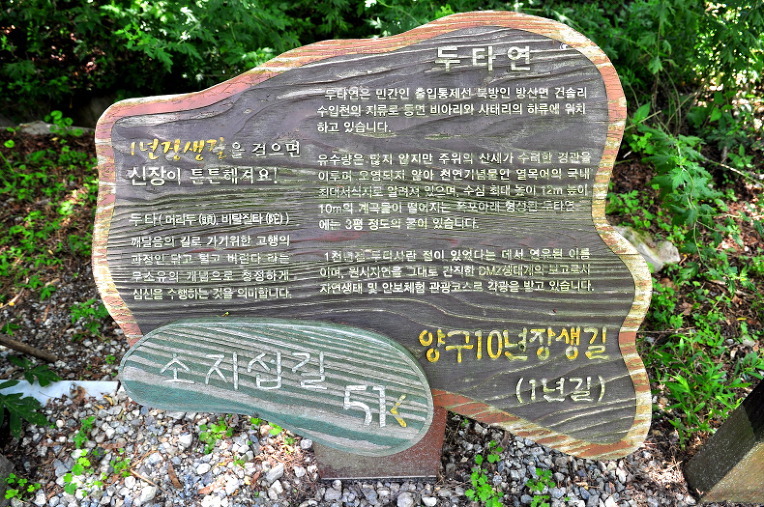 두타연
두타연은 민간인 출입통제선 북방인 방산면 건솔리
수입천의 지류로 동면 비아리와 사태리의 하류에 위치
하고 있습니다.
유수량은 많지 않지만 주위의 산세가 수려한 경관을
이루며 오염되지 않아 천연기념물인 열목어의 국내
최대서식지로 알려져 있으며, 수심 최대 높이 12m 높이
10m의 계곡물이 떨어지는 폭포아래 형성된 두타연
에는 3평 정도의 굴이 있습니다.
1천년전 두타사란 절이 있었다는 데서 연유된 이름
이며, 원시자연을 그대로 간직한 DMZ생태계의 보고로서
자연생태 및 안보체험 관광코스로 각광을 받고 있습니다.
1년장생길을 걸으면
신장이 튼튼해져요!
두 타( 머리두 (頭), 비탈질타 (陀) )
깨달음의 길로 가기위한 고행의
과정인 닦고 털고 버린다 라는
무소유의 개념으로 청정하게
심신을 수행하는 것을 의미합니다.
양구10년장생길
(1년길)
소지섭길
51K